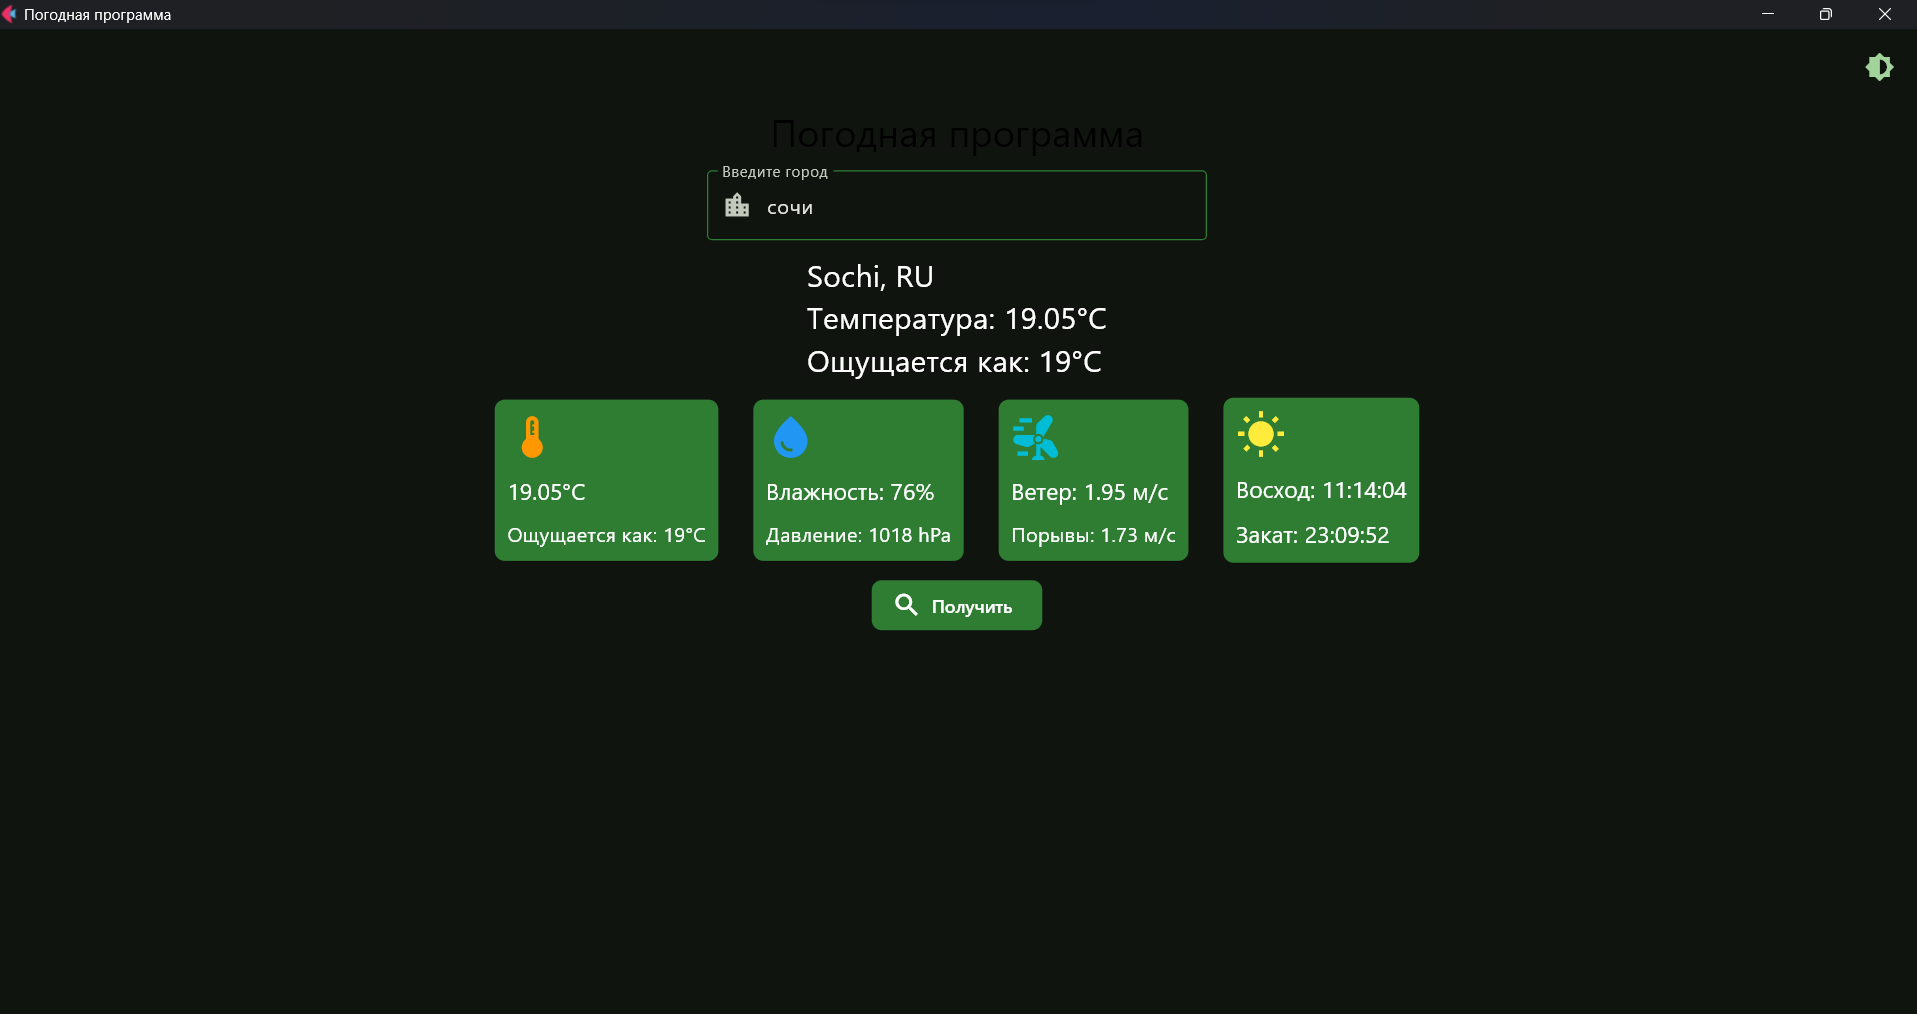 Погодная программа
Погодная программа
Введите город
сочи
Sochi, RU
Температура: 19.05°C
Ощущается как: 19°C
19.05°C
Ощущается как: 19°C
Влажность: 76%
Давление: 1018 hPa
Ветер: 1.95 м/с
Порывы: 1.73 м/с
Восход: 11:14:04
Закат: 23:09:52
Получить